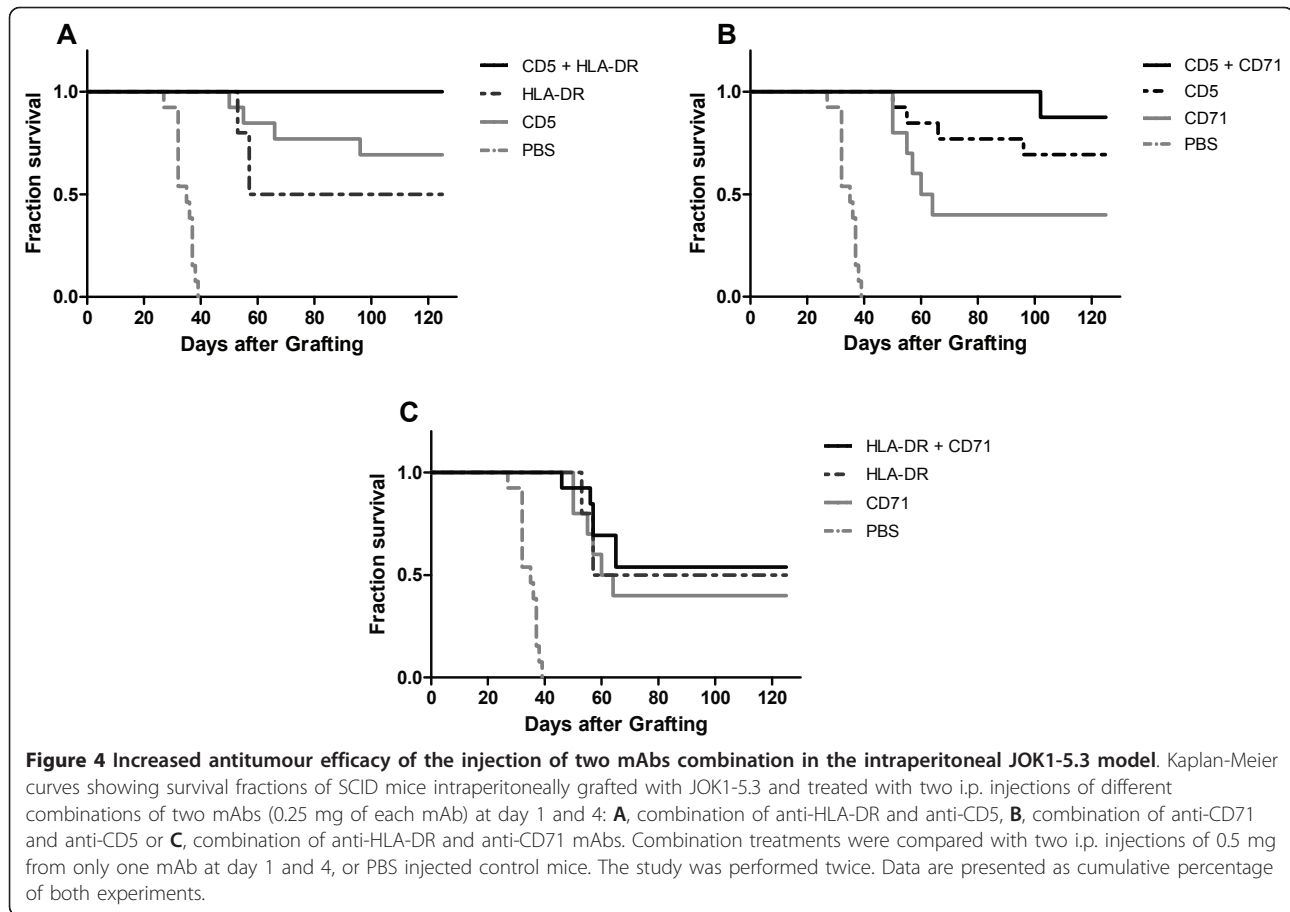 A
CD5 + HLA-DR
HLA-DR
CD5
PBS
Fraction survival
1.0
0.5
0.0
0 20 40 60 80 100 120
Days after Grafting
B
CD5 + CD71
CD5
CD71
PBS
Fraction survival
1.0
0.5
0.0
0 20 40 60 80 100 120
Days after Grafting
C
HLA-DR + CD71
HLA-DR
CD71
PBS
Fraction survival
1.0
0.5
0.0
0 20 40 60 80 100 120
Days after Grafting
Figure 4 Increased antitumour efficacy of the injection of two mAbs combination in the intraperitoneal JOK1-5.3 model. Kaplan-Meier
curves showing survival fractions of SCID mice intraperitoneally grafted with JOK1-5.3 and treated with two i.p. injections of different
combinations of two mAbs (0.25 mg of each mAb) at day 1 and 4: A, combination of anti-HLA-DR and anti-CD5, B, combination of anti-CD71
and anti-CD5 or C, combination of anti-HLA-DR and anti-CD71 mAbs. Combination treatments were compared with two i.p. injections of 0.5 mg
from only one mAb at day 1 and 4, or PBS injected control mice. The study was performed twice. Data are presented as cumulative percentage
of both experiments.